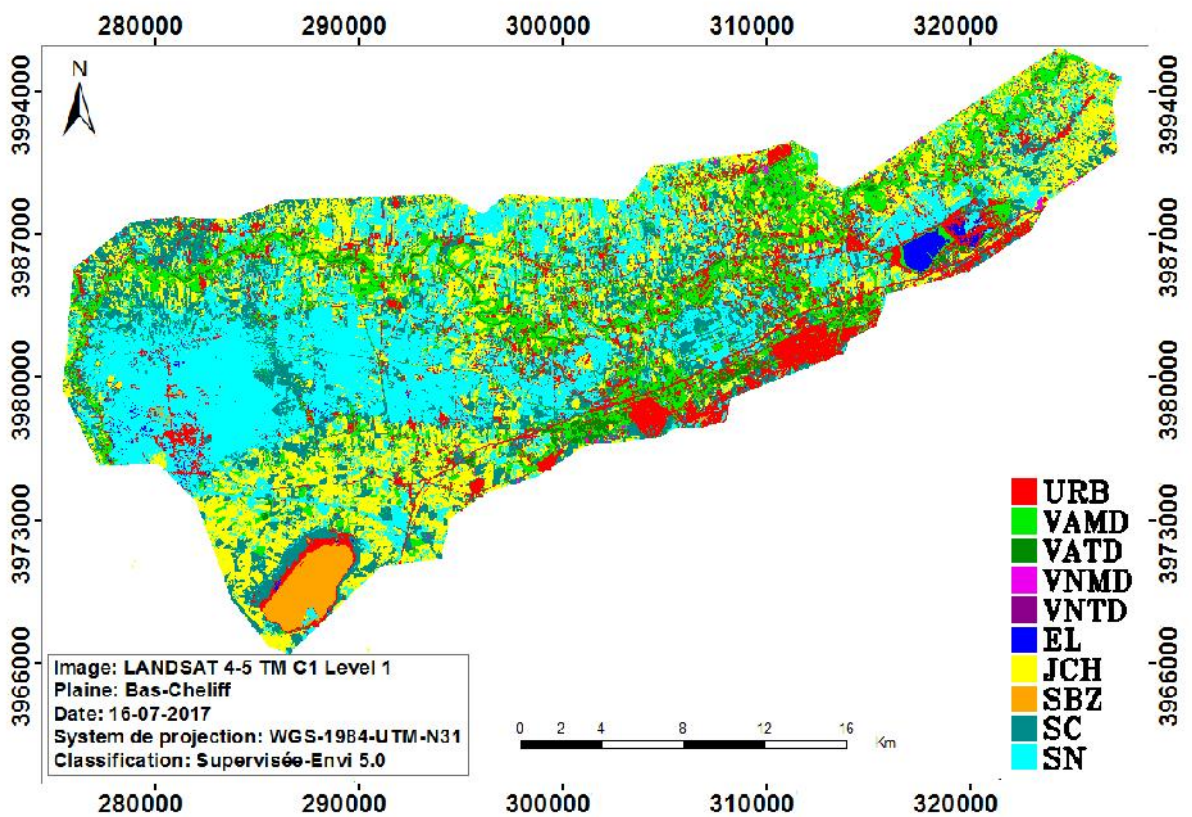 280000 290000 300000 310000 320000
N
3994000 3994000
3987000 3987000
3980000 3980000
3973000 3973000
3966000 3966000
URB
VAMD
VATD
VNMD
VNTD
EL
JCH
SBZ
SC
SN
Image: LANDSAT 4-5 TM C1 Level 1
Plaine: Bas-Cheliff
Date: 16-07-2017
System de projection: WGS-1984-UTM-N31
Classification: Supervisée-Envi 5.0
0 4 8 12 16
Km
280000 290000 300000 310000 320000